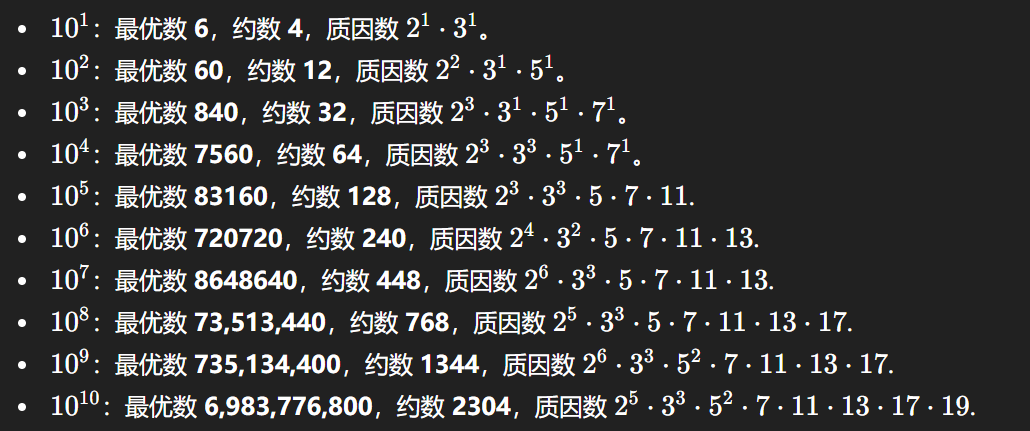 • 10¹：最优数 6，约数 4，质因数 2¹ · 3¹。
• 10²：最优数 60，约数 12，质因数 2² · 3¹ · 5¹。
• 10³：最优数 840，约数 32，质因数 2³ · 3¹ · 5¹ · 7¹。
• 10⁴：最优数 7560，约数 64，质因数 2³ · 3³ · 5¹ · 7¹。
• 10⁵：最优数 83160，约数 128，质因数 2³ · 3³ · 5 · 7 · 11.
• 10⁶：最优数 720720，约数 240，质因数 2⁴ · 3² · 5 · 7 · 11 · 13.
• 10⁷：最优数 8648640，约数 448，质因数 2⁶ · 3³ · 5 · 7 · 11 · 13.
• 10⁸：最优数 73,513,440，约数 768，质因数 2⁵ · 3³ · 5 · 7 · 11 · 13 · 17.
• 10⁹：最优数 735,134,400，约数 1344，质因数 2⁶ · 3³ · 5² · 7 · 11 · 13 · 17.
• 10¹⁰：最优数 6,983,776,800，约数 2304，质因数 2⁵ · 3³ · 5² · 7 · 11 · 13 · 17 · 19.